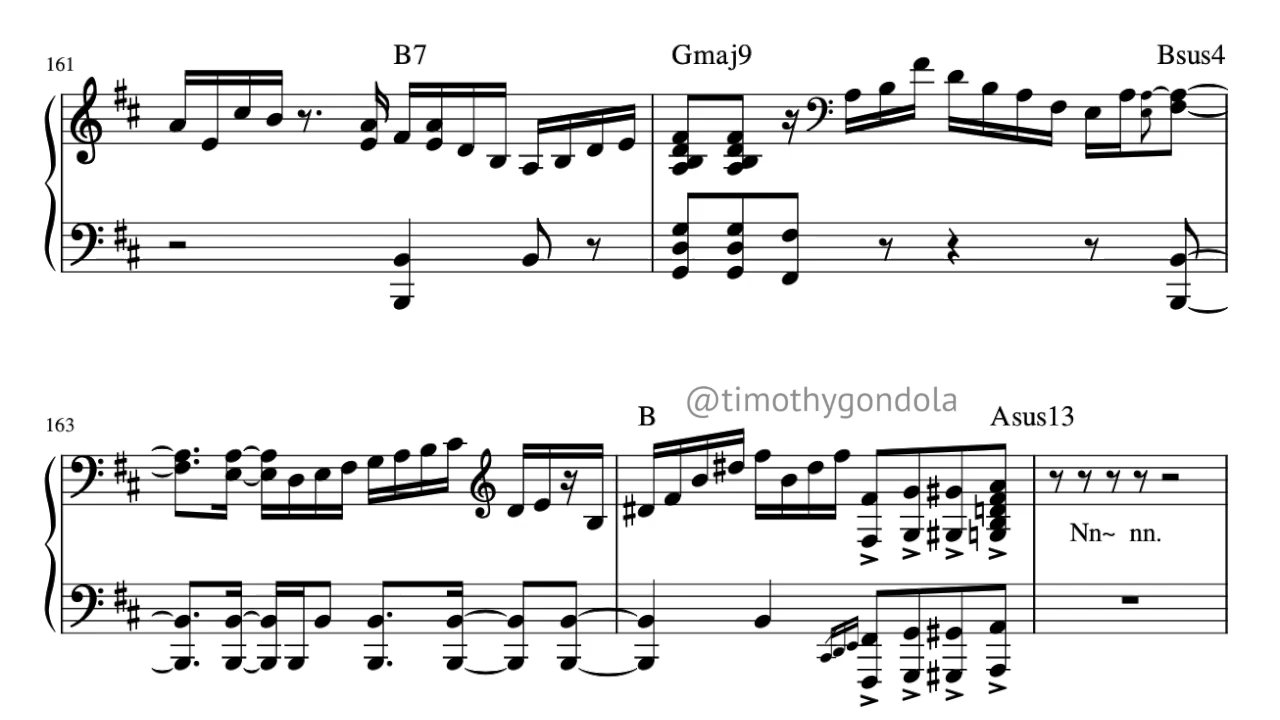 161 B7 Gmaj9 Bsus4
@timothygondola
163 B Asus13
Nn~ nn.